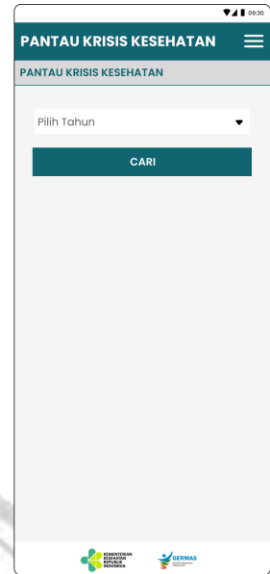 09:30
PANTAU KRISIS KESEHATAN
PANTAU KRISIS KESEHATAN
Pilih Tahun
CARI
KEMENTERIAN
KESEHATAN
REPUBLIK
INDONESIA
GERMAS